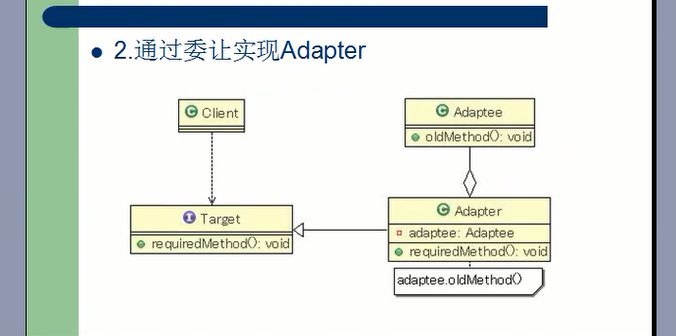 2.通过委让实现Adapter
C Client
C Adaptee
oldMethod(): void
I Target
requiredMethod(): void
C Adapter
adaptee: Adaptee
requiredMethod(): void
adaptee.oldMethod()